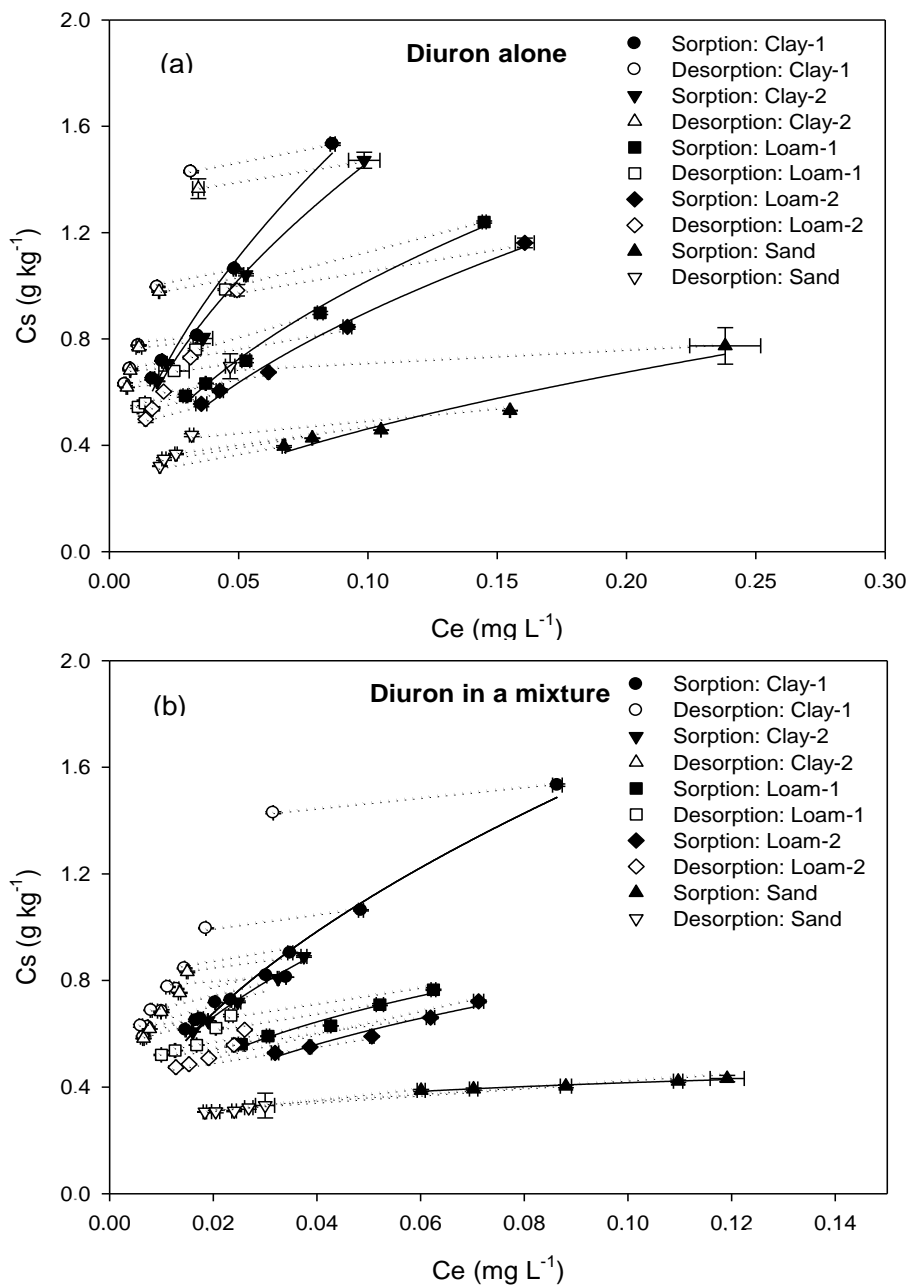 (a)
Diuron alone
Sorption: Clay-1
Desorption: Clay-1
Sorption: Clay-2
Desorption: Clay-2
Sorption: Loam-1
Desorption: Loam-1
Sorption: Loam-2
Desorption: Loam-2
Sorption: Sand
Desorption: Sand
Cs (g kg⁻¹)
2.0
1.6
1.2
0.8
0.4
0.0
0.00 0.05 0.10 0.15 0.20 0.25 0.30
Ce (mg L⁻¹)
(b)
Diuron in a mixture
Sorption: Clay-1
Desorption: Clay-1
Sorption: Clay-2
Desorption: Clay-2
Sorption: Loam-1
Desorption: Loam-1
Sorption: Loam-2
Desorption: Loam-2
Sorption: Sand
Desorption: Sand
Cs (g kg⁻¹)
2.0
1.6
1.2
0.8
0.4
0.0
0.00 0.02 0.04 0.06 0.08 0.10 0.12 0.14
Ce (mg L⁻¹)